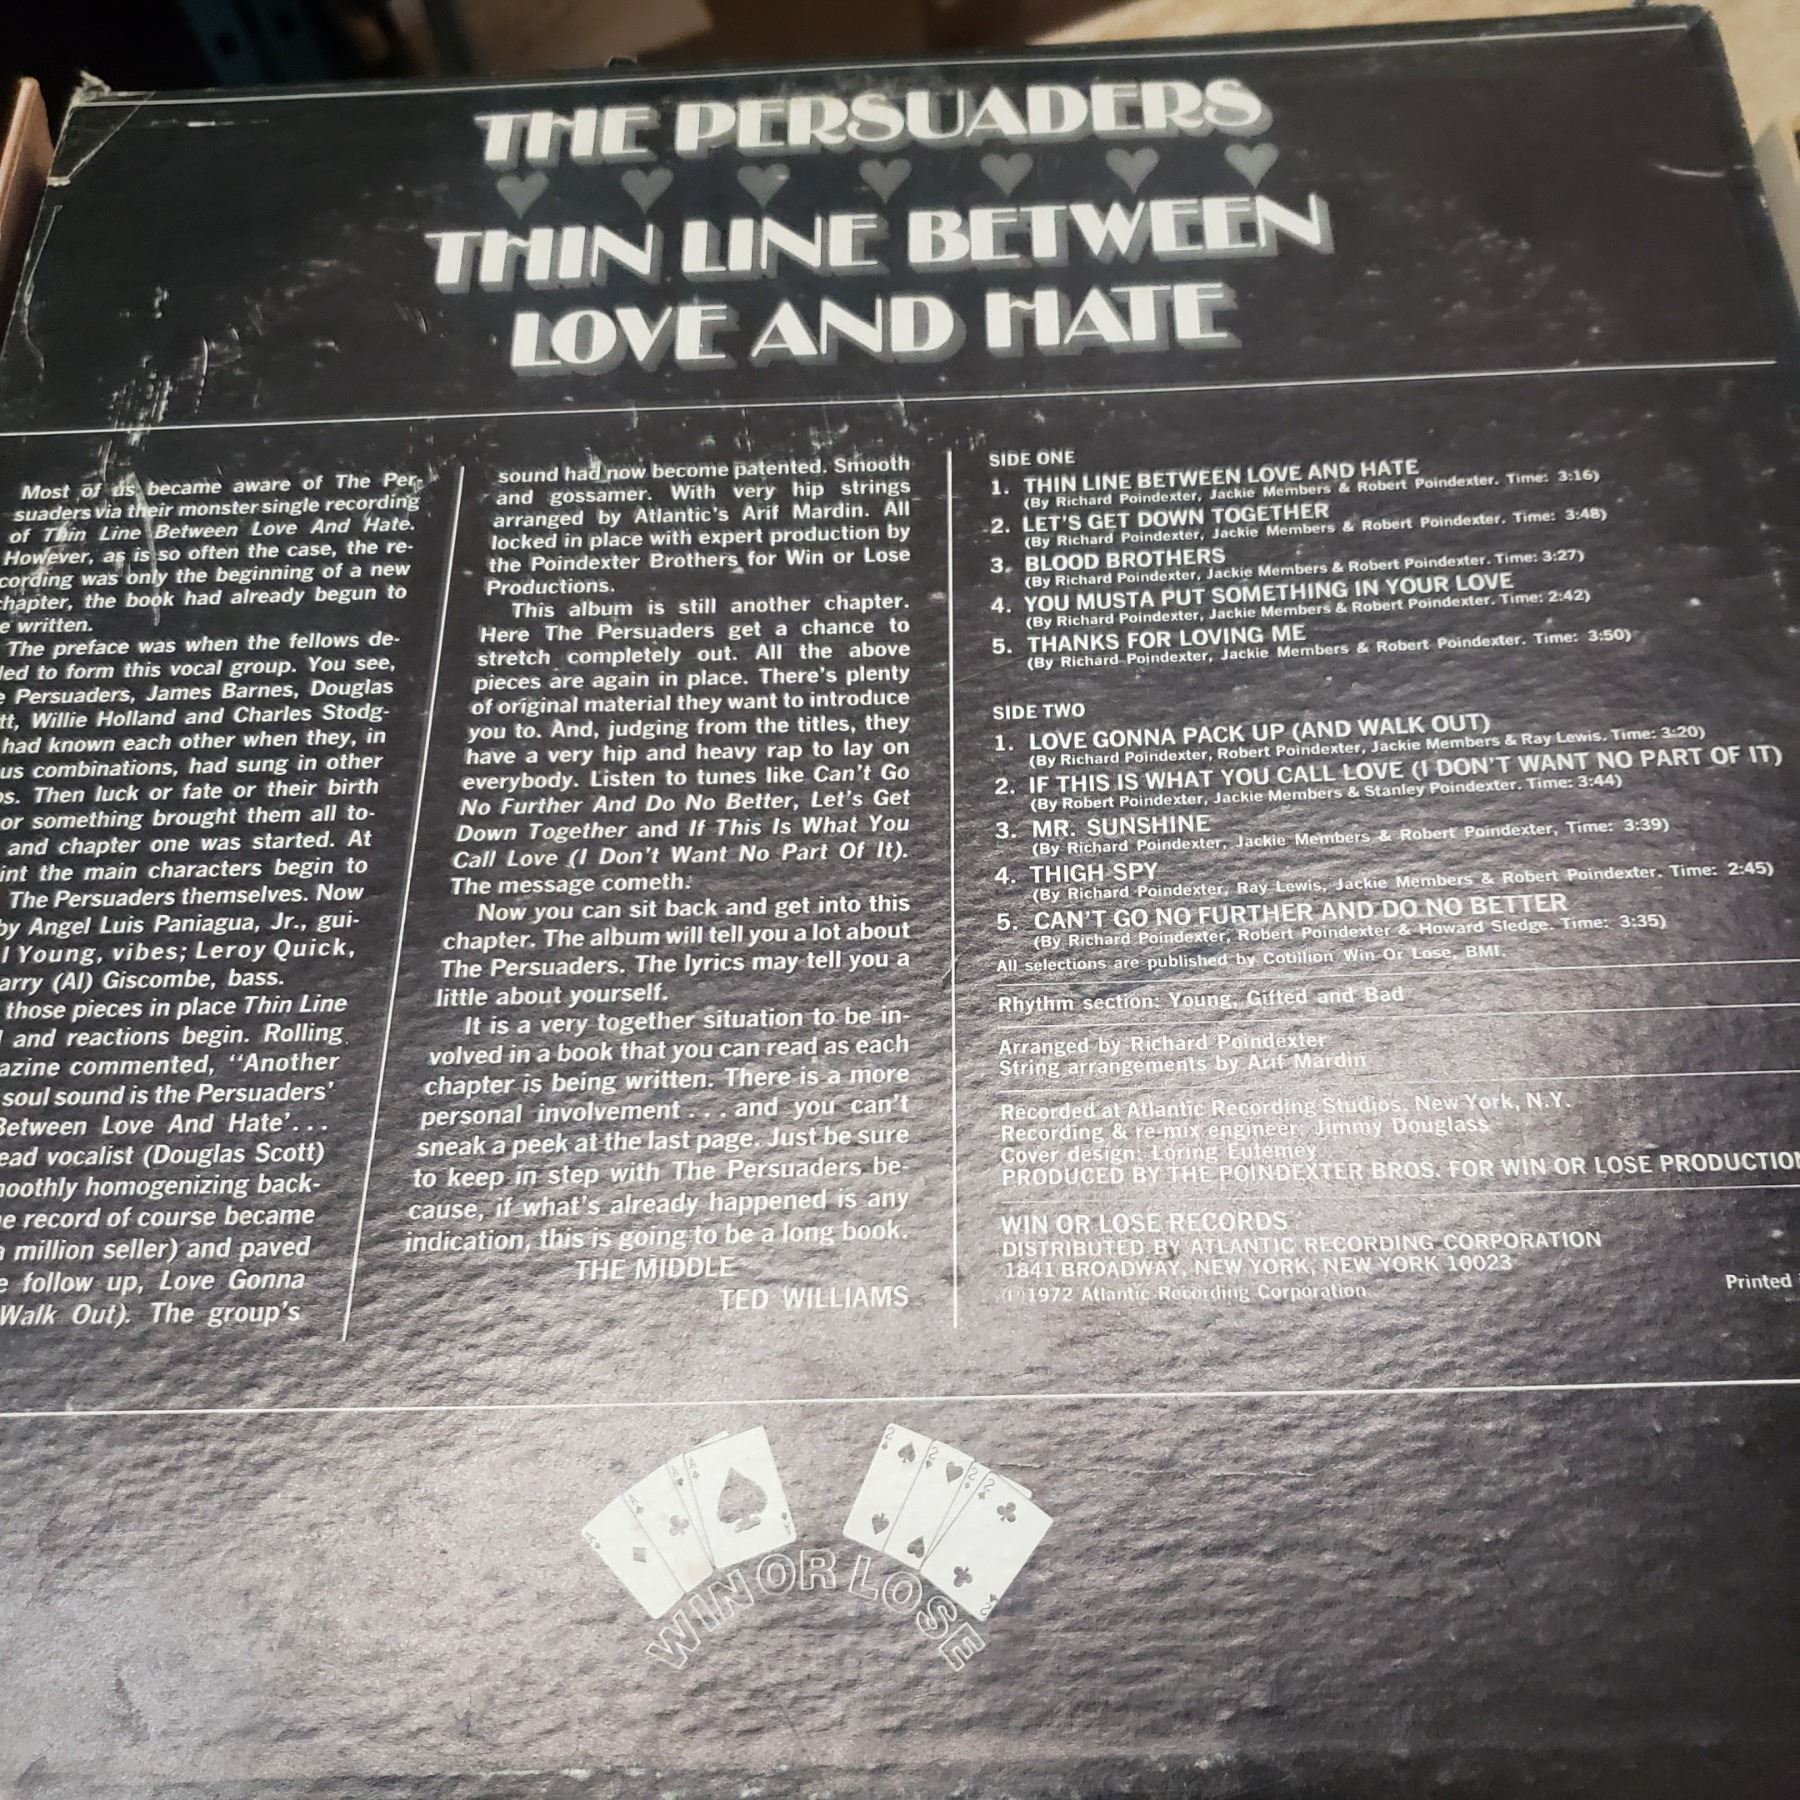 THE PERSUADERS
THIN LINE BETWEEN
LOVE AND HATE
Most of us became aware of The Per-
suaders via their monster single recording
of Thin Line Between Love And Hate.
However, as is so often the case, the re-
cording was only the beginning of a new
chapter, the book had already begun to
e written.
The preface was when the fellows de-
ded to form this vocal group. You see,
e Persuaders, James Barnes, Douglas
tt, Willie Holland and Charles Stodg-
had known each other when they, in
us combinations, had sung in other
os. Then luck or fate or their birth
or something brought them all to-
and chapter one was started. At
int the main characters begin to
The Persuaders themselves. Now
by Angel Luis Paniagua, Jr., gui-
l Young, vibes; Leroy Quick,
arry (Al) Giscombe, bass.
those pieces in place Thin Line
and reactions begin. Rolling
azine commented, "Another
soul sound is the Persuaders'
Between Love And Hate'...
ead vocalist (Douglas Scott)
moothly homogenizing back-
e record of course became
a million seller) and paved
e follow up, Love Gonna
Walk Out). The group's
sound had now become patented. Smooth
and gossamer. With very hip strings
arranged by Atlantic's Arif Mardin. All
locked in place with expert production by
the Poindexter Brothers for Win or Lose
Productions.
This album is still another chapter.
Here The Persuaders get a chance to
stretch completely out. All the above
pieces are again in place. There's plenty
of original material they want to introduce
you to. And, judging from the titles, they
have a very hip and heavy rap to lay on
everybody. Listen to tunes like Can't Go
No Further And Do No Better, Let's Get
Down Together and If This Is What You
Call Love (I Don't Want No Part Of It).
The message cometh.
Now you can sit back and get into this
chapter. The album will tell you a lot about
The Persuaders. The lyrics may tell you a
little about yourself.
It is a very together situation to be in-
volved in a book that you can read as each
chapter is being written. There is a more
personal involvement... and you can't
sneak a peek at the last page. Just be sure
to keep in step with The Persuaders be-
cause, if what's already happened is any
indication, this is going to be a long book.
THE MIDDLE
TED WILLIAMS
SIDE ONE
1. THIN LINE BETWEEN LOVE AND HATE
(By Richard Poindexter, Jackie Members & Robert Poindexter. Time: 3:16)
2. LET'S GET DOWN TOGETHER
(By Richard Poindexter, Jackie Members & Robert Poindexter. Time: 3:48)
3. BLOOD BROTHERS
(By Richard Poindexter, Jackie Members & Robert Poindexter. Time: 3:27)
4. YOU MUSTA PUT SOMETHING IN YOUR LOVE
(By Richard Poindexter, Jackie Members & Robert Poindexter. Time: 2:42)
5. THANKS FOR LOVING ME
(By Richard Poindexter, Jackie Members & Robert Poindexter. Time: 3:50)
SIDE TWO
1. LOVE GONNA PACK UP (AND WALK OUT)
(By Richard Poindexter, Robert Poindexter, Jackie Members & Ray Lewis. Time: 3:20)
2. IF THIS IS WHAT YOU CALL LOVE (I DON'T WANT NO PART OF IT)
(By Robert Poindexter, Jackie Members & Stanley Poindexter. Time: 3:44)
3. MR. SUNSHINE
(By Richard Poindexter, Jackie Members & Robert Poindexter, Time: 3:39)
4. THIGH SPY
(By Richard Poindexter, Ray Lewis, Jackie Members & Robert Poindexter. Time: 2:45)
5. CAN'T GO NO FURTHER AND DO NO BETTER
(By Richard Poindexter, Robert Poindexter & Howard Sledge. Time: 3:35)
All selections are published by Cotillion Win Or Lose, BMI.
Rhythm section: Young, Gifted and Bad
Arranged by Richard Poindexter
String arrangements by Arif Mardin
Recorded at Atlantic Recording Studios, New York, N.Y.
Recording & re-mix engineer: Jimmy Douglass
Cover design: Loring Eutemey
PRODUCED BY THE POINDEXTER BROS. FOR WIN OR LOSE PRODUCTION
WIN OR LOSE RECORDS
DISTRIBUTED BY ATLANTIC RECORDING CORPORATION
1841 BROADWAY, NEW YORK, NEW YORK 10023
Ⓟ1972 Atlantic Recording Corporation
Printed
WIN OR LOSE